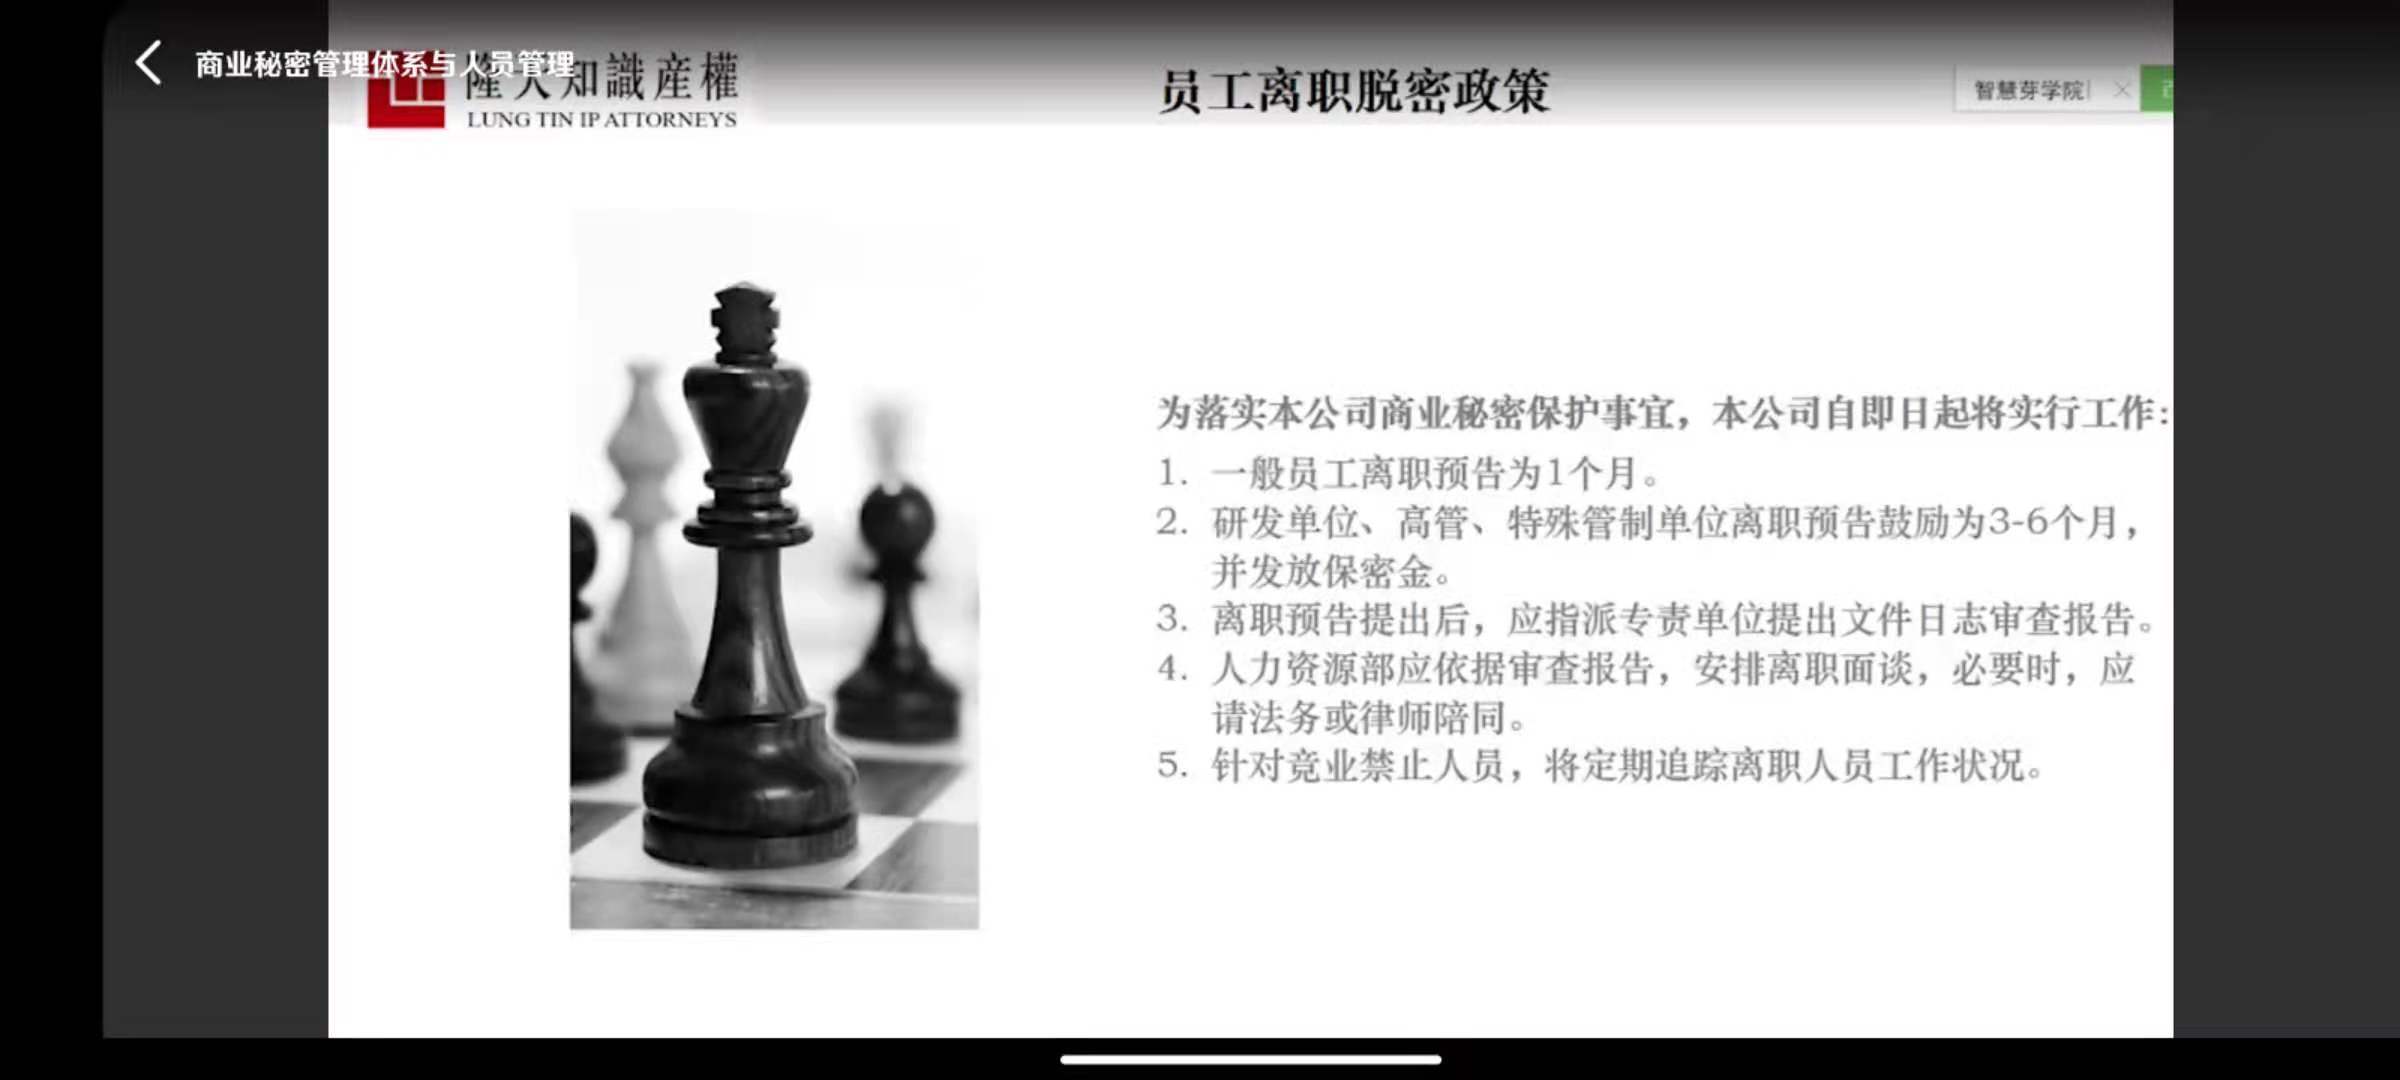 商业秘密管理体系与人员管理
隆天知識産權
LUNG TIN IP ATTORNEYS
员工离职脱密政策
智慧芽学院
为落实本公司商业秘密保护事宜，本公司自即日起将实行工作：
1. 一般员工离职预告为1个月。
2. 研发单位、高管、特殊管制单位离职预告鼓励为3-6个月，
并发放保密金。
3. 离职预告提出后，应指派专责单位提出文件日志审查报告。
4. 人力资源部应依据审查报告，安排离职面谈，必要时，应
请法务或律师陪同。
5. 针对竞业禁止人员，将定期追踪离职人员工作状况。